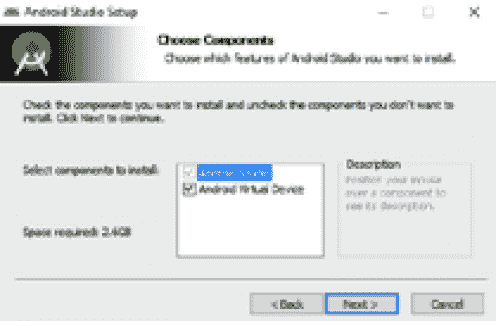 Android Studio Setup
Choose Components
Choose which features of Android Studio you want to install.
Check the components you want to install and uncheck the components you don't want to
install. Click Next to continue.
Select components to install:
Android Studio
Android Virtual Device
Description
Position your mouse
over a component to
see its description.
Space required: 2.4GB
< Back
Next >
Cancel